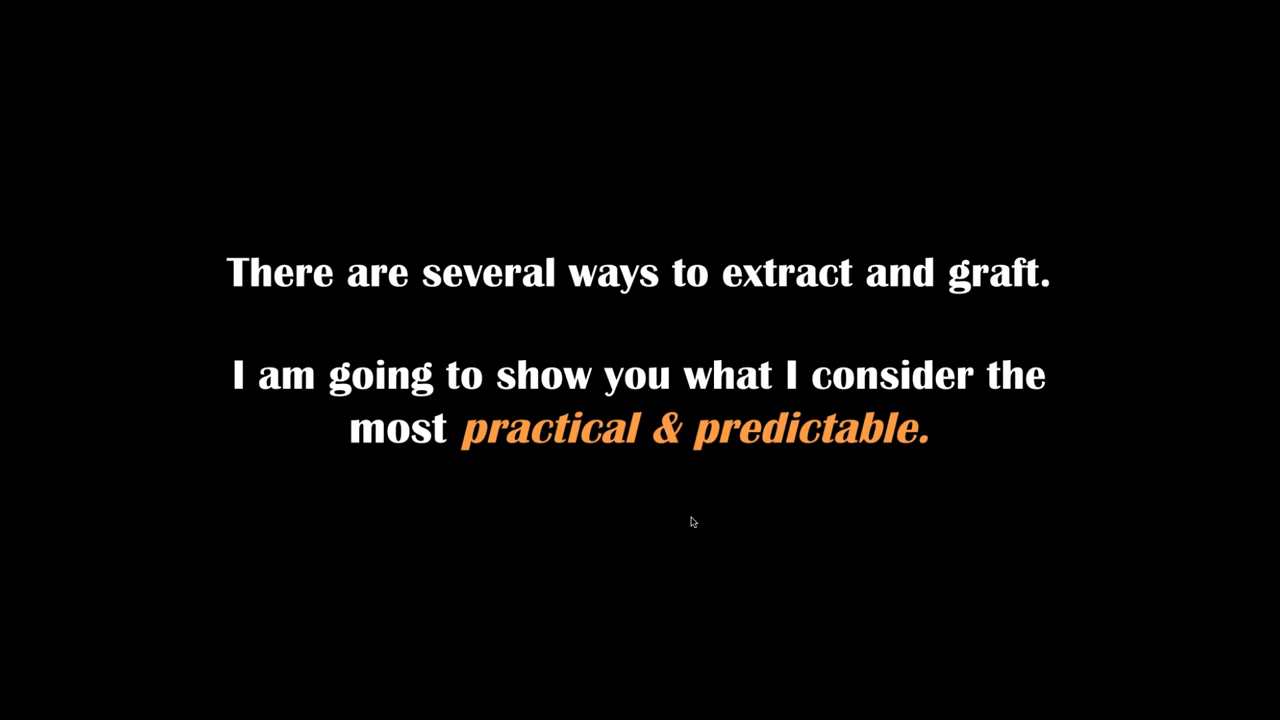 There are several ways to extract and graft.
I am going to show you what I consider the
most practical & predictable.